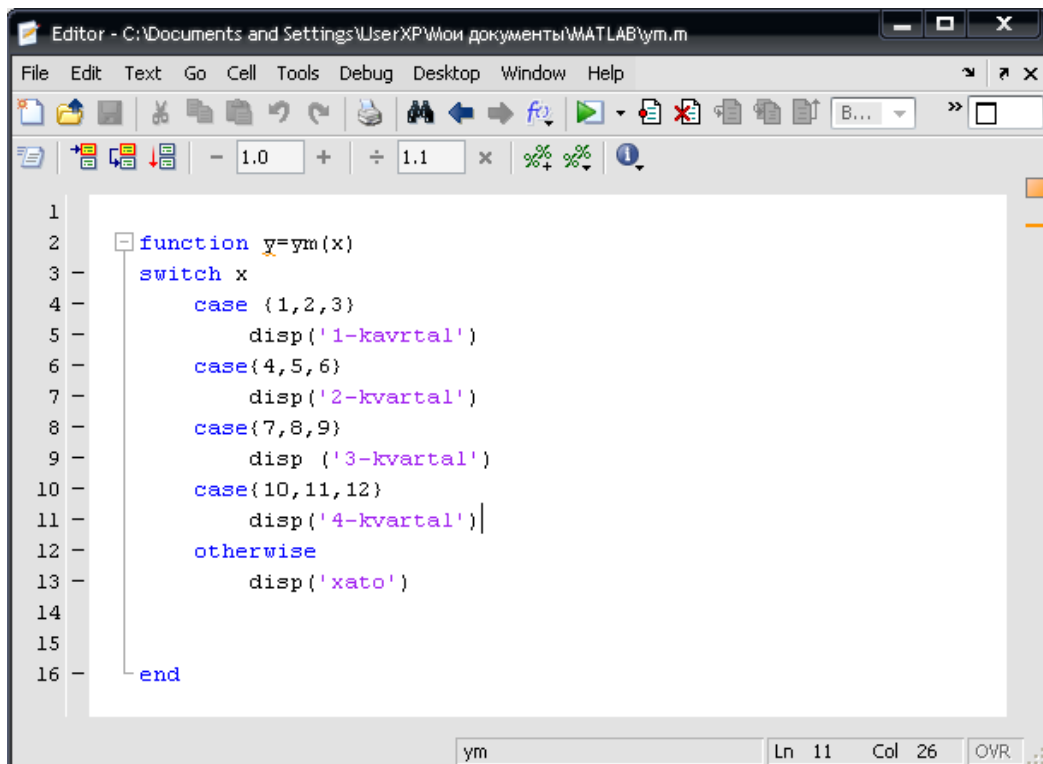 Editor - C:\Documents and Settings\UserXP\Мои документы\MATLAB\ym.m
File Edit Text Go Cell Tools Debug Desktop Window Help
B...
1.0
1.1
1
2 function y=ym(x)
3 switch x
4 case {1,2,3}
5 disp('1-kavrtal')
6 case{4,5,6}
7 disp('2-kvartal')
8 case{7,8,9}
9 disp ('3-kvartal')
10 case{10,11,12}
11 disp('4-kvartal')
12 otherwise
13 disp('xato')
14
15
16 end
ym Ln 11 Col 26 OVR